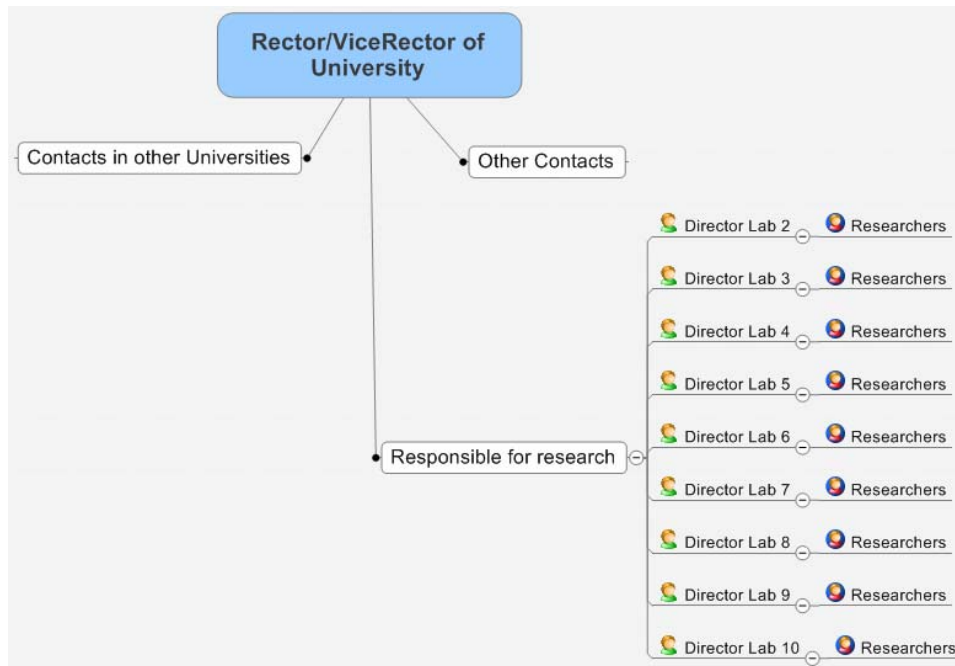 Rector/ViceRector of
University
Contacts in other Universities
Other Contacts
Director Lab 2 Researchers
Director Lab 3 Researchers
Director Lab 4 Researchers
Director Lab 5 Researchers
Director Lab 6 Researchers
Responsible for research
Director Lab 7 Researchers
Director Lab 8 Researchers
Director Lab 9 Researchers
Director Lab 10 Researchers